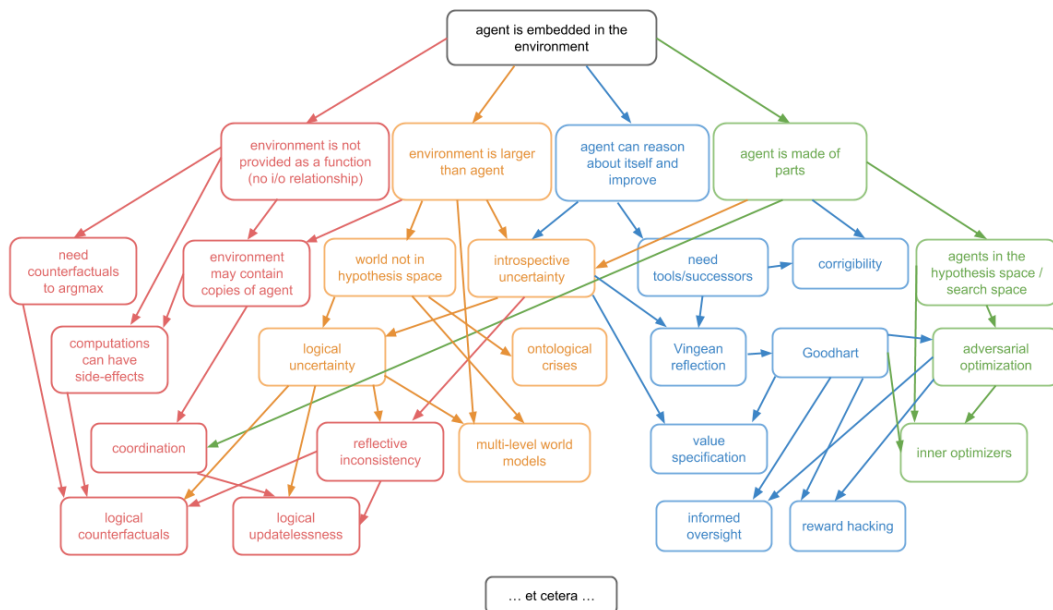 agent is embedded in the
environment
environment is not
provided as a function
(no i/o relationship)
environment is larger
than agent
agent can reason
about itself and
improve
agent is made of
parts
need
counterfactuals
to argmax
environment
may contain
copies of agent
world not in
hypothesis space
introspective
uncertainty
need
tools/successors
corrigibility
agents in the
hypothesis space /
search space
computations
can have
side-effects
logical
uncertainty
ontological
crises
Vingean
reflection
Goodhart
adversarial
optimization
coordination
reflective
inconsistency
multi-level world
models
value
specification
inner optimizers
logical
counterfactuals
logical
updatelessness
informed
oversight
reward hacking
... et cetera ...